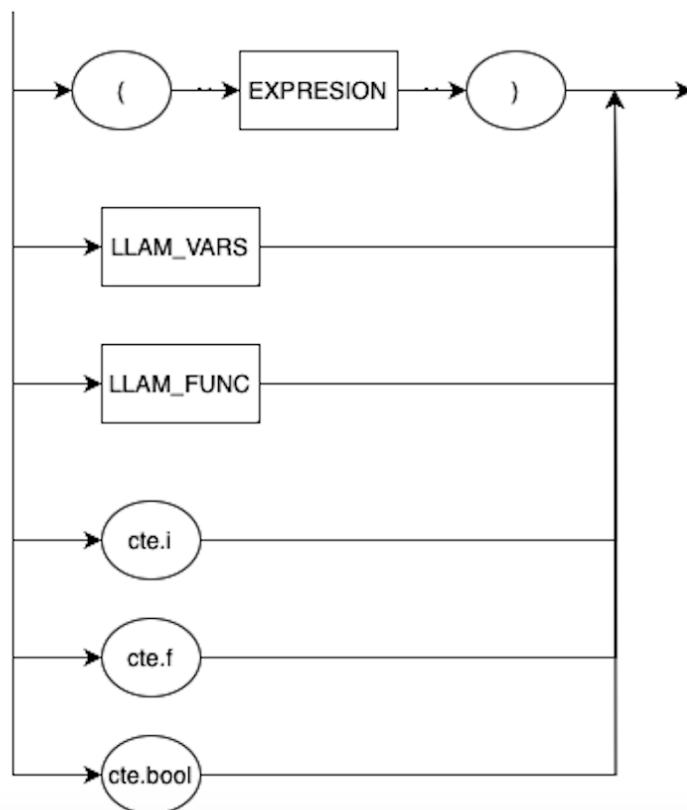 ( EXPRESION )
LLAM_VARS
LLAM_FUNC
cte.i
cte.f
cte.bool